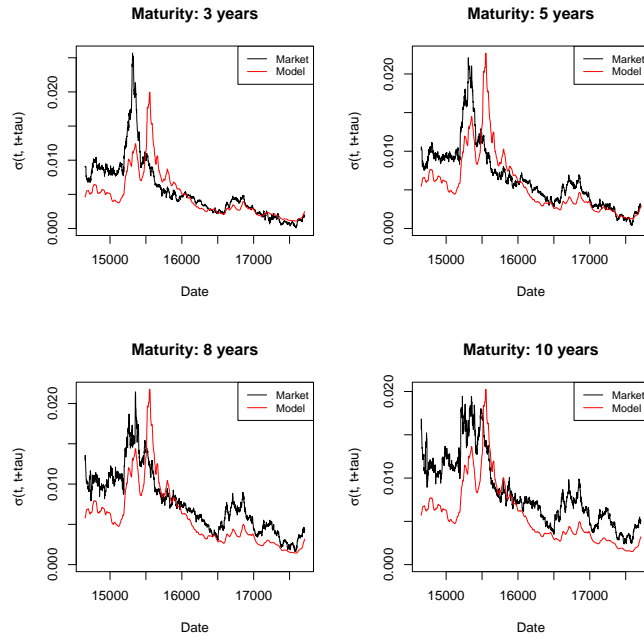 Maturity: 3 years
σ(t, t+tau)
0.000 0.010 0.020
Market
Model
15000 16000 17000
Date
Maturity: 5 years
σ(t, t+tau)
0.000 0.010 0.020
Market
Model
15000 16000 17000
Date
Maturity: 8 years
σ(t, t+tau)
0.000 0.010 0.020
Market
Model
15000 16000 17000
Date
Maturity: 10 years
σ(t, t+tau)
0.000 0.010 0.020
Market
Model
15000 16000 17000
Date